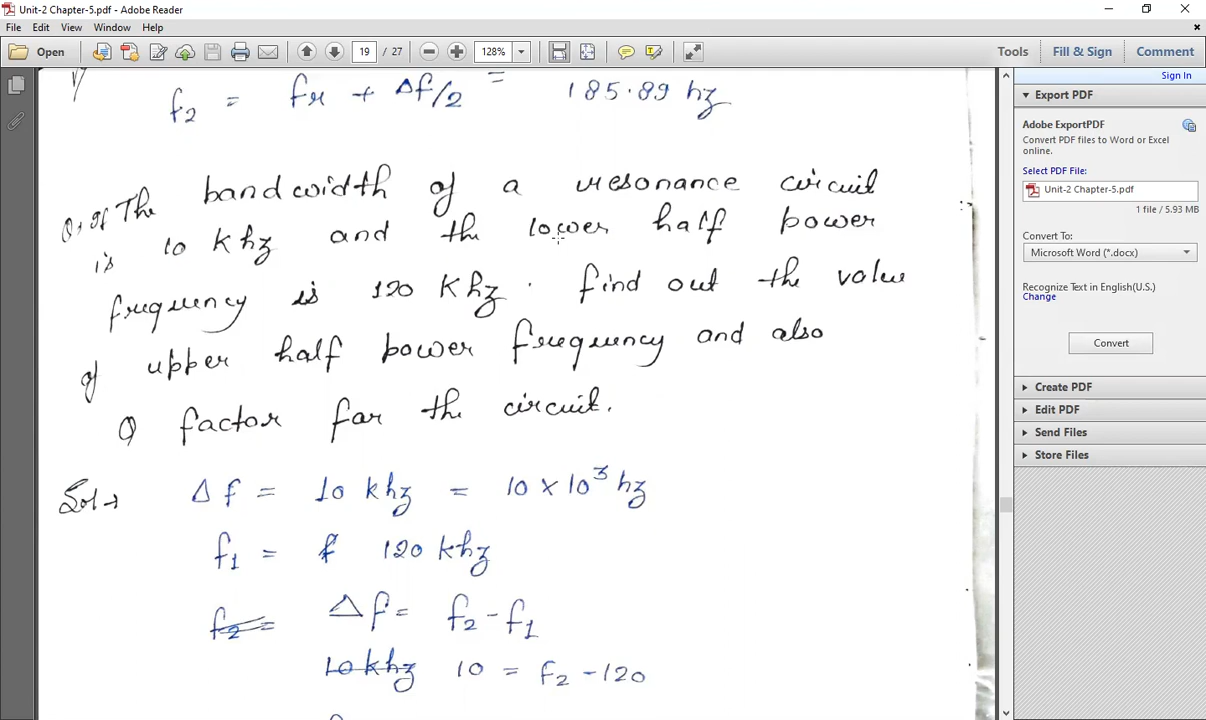 Unit-2 Chapter-5.pdf - Adobe Reader
File Edit View Window Help
Open 19 / 27 128% Tools Fill & Sign Comment
Sign In
f2 = fr + Δf/2 = 185.89 hz
Q. If The bandwidth of a resonance circuit
is 10 Khz and the lower half power
frequency is 120 Khz. find out the value
of upper half power frequency and also
Q factor for the circuit.
Sol→ Δf = 10 khz = 10 × 10³ hz
f1 = 120 khz
f2 = Δf = f2 - f1
10 khz 10 = f2 - 120
Export PDF
Adobe ExportPDF
Convert PDF files to Word or Excel
online.
Select PDF File:
Unit-2 Chapter-5.pdf
1 file / 5.93 MB
Convert To:
Microsoft Word (*.docx)
Recognize Text in English(U.S.)
Change
Convert
Create PDF
Edit PDF
Send Files
Store Files